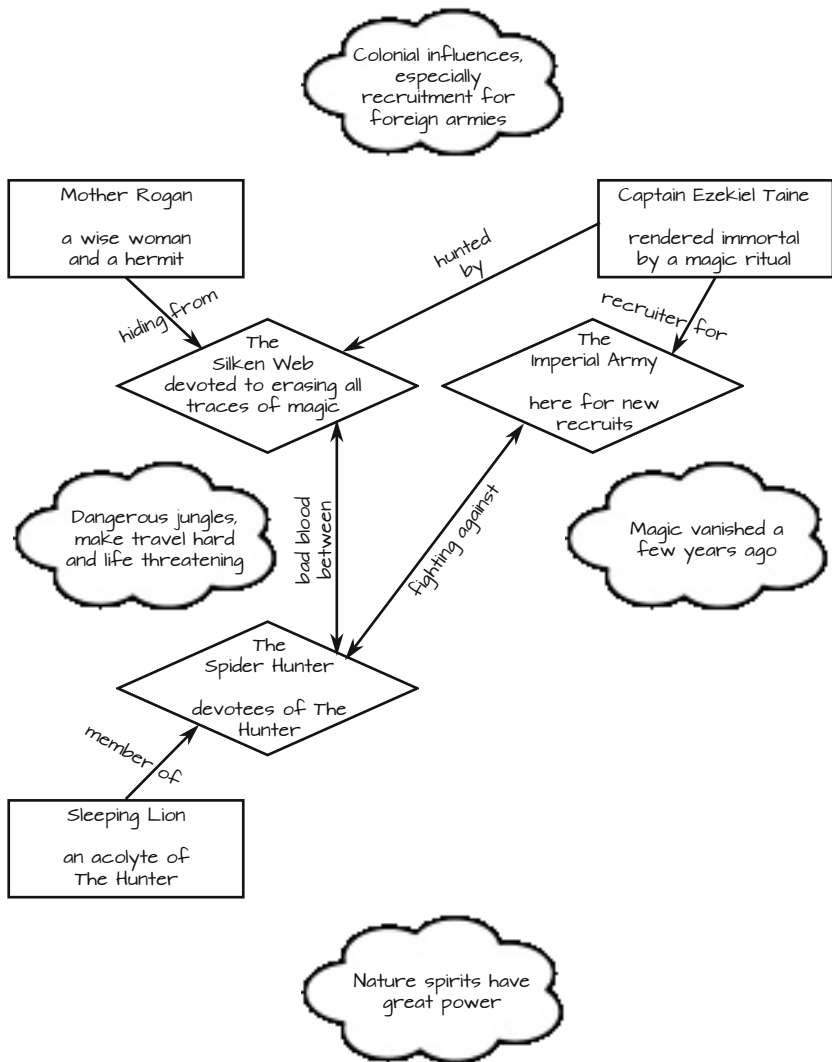 Colonial influences,
especially
recruitment for
foreign armies
Mother Rogan
a wise woman
and a hermit
Captain Ezekiel Taine
rendered immortal
by a magic ritual
hunted
by
hiding from
recruiter for
The
Silken Web
devoted to erasing all
traces of magic
The
Imperial Army
here for new
recruits
Dangerous jungles,
make travel hard
and life threatening
bad blood
between
fighting against
Magic vanished a
few years ago
The
Spider Hunter
devotees of The
Hunter
member of
Sleeping Lion
an acolyte of
The Hunter
Nature spirits have
great power